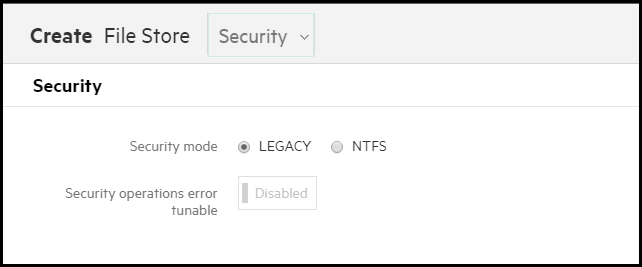 Create File Store Security
Security
Security mode LEGACY NTFS
Security operations error
tunable
Disabled